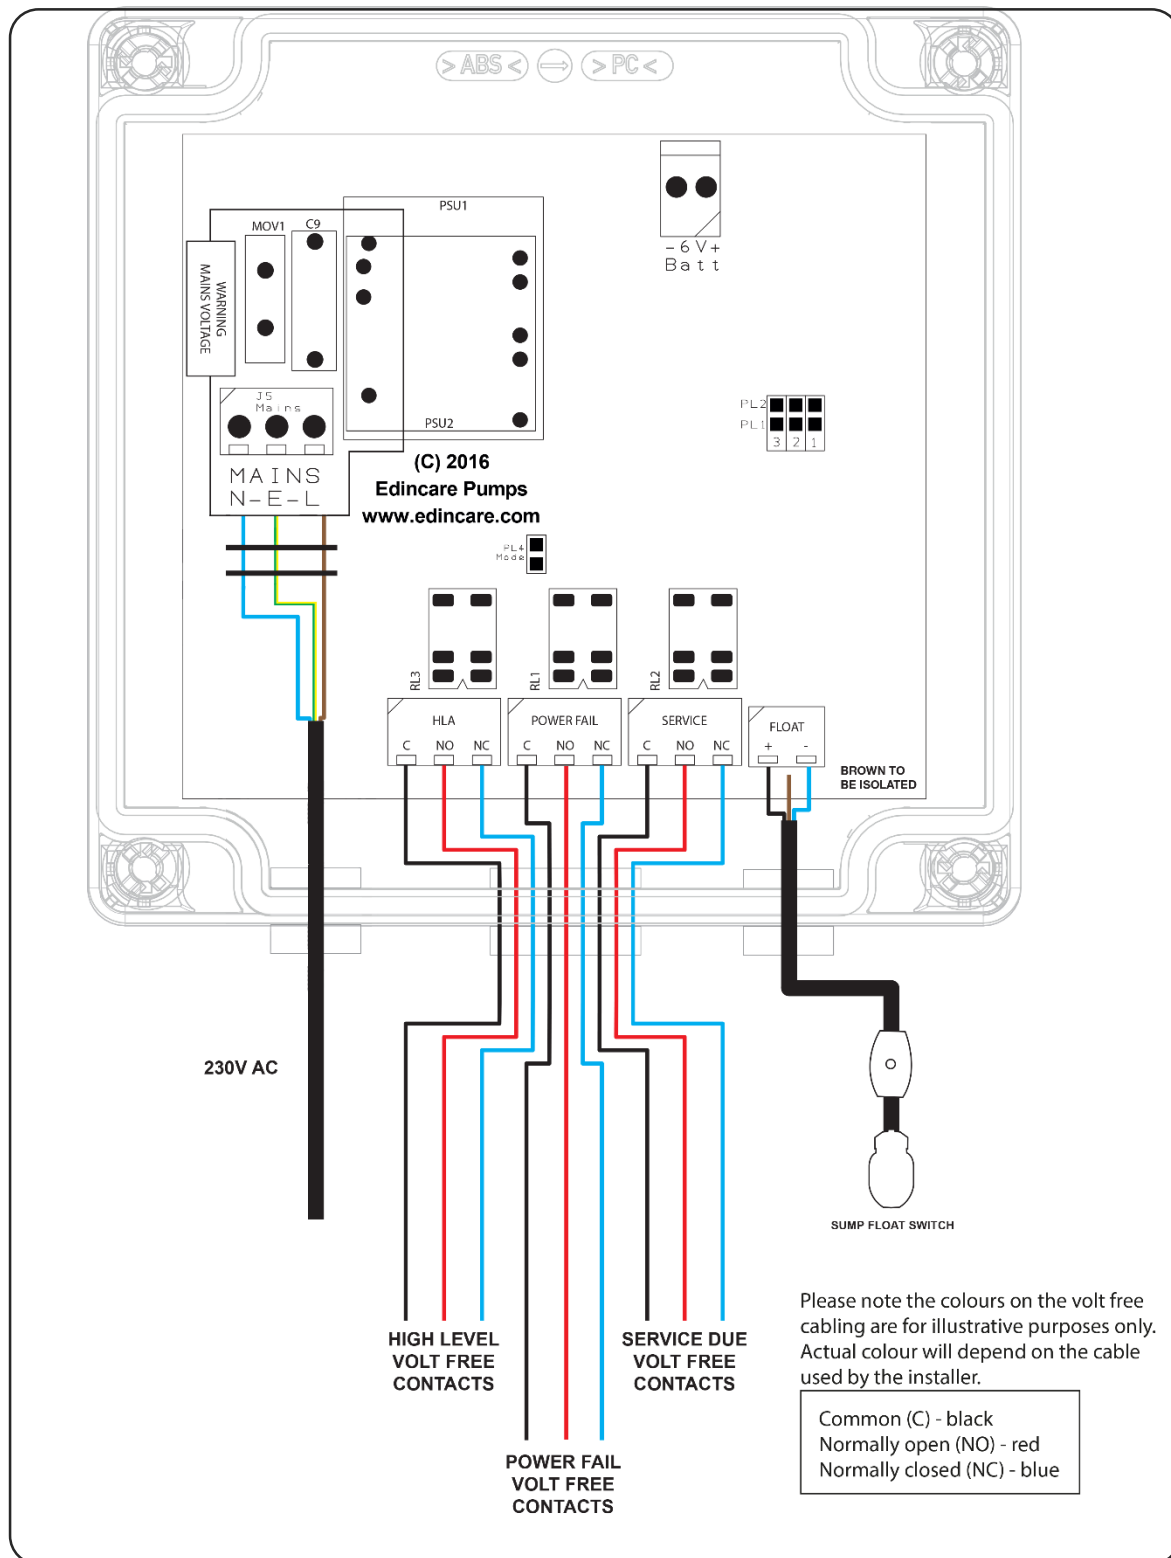 > ABS <
> PC <
PSU1
MOV1
C9
WARNING
MAINS VOLTAGE
- 6 V +
Batt
J5
Mains
PSU2
PL2
PL1
3 2 1
MAINS
N-E-L
(C) 2016
Edincare Pumps
www.edincare.com
PL4
Mode
RL3
RL1
RL2
HLA
C NO NC
POWER FAIL
C NO NC
SERVICE
C NO NC
FLOAT
+ -
BROWN TO
BE ISOLATED
230V AC
SUMP FLOAT SWITCH
HIGH LEVEL
VOLT FREE
CONTACTS
SERVICE DUE
VOLT FREE
CONTACTS
POWER FAIL
VOLT FREE
CONTACTS
Please note the colours on the volt free
cabling are for illustrative purposes only.
Actual colour will depend on the cable
used by the installer.
Common (C) - black
Normally open (NO) - red
Normally closed (NC) - blue